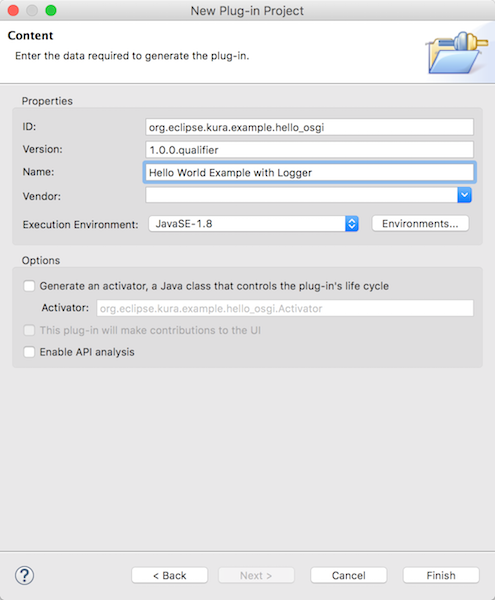 New Plug-in Project
Content
Enter the data required to generate the plug-in.
Properties
ID: org.eclipse.kura.example.hello_osgi
Version: 1.0.0.qualifier
Name: Hello World Example with Logger
Vendor:
Execution Environment: JavaSE-1.8 Environments...
Options
Generate an activator, a Java class that controls the plug-in's life cycle
Activator: org.eclipse.kura.example.hello_osgi.Activator
This plug-in will make contributions to the UI
Enable API analysis
? < Back Next > Cancel Finish